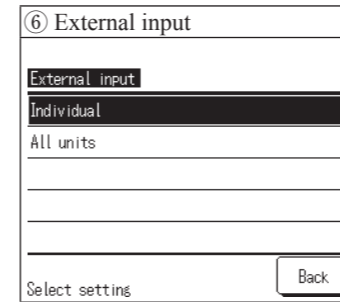 ⑥ External input
External input
Individual
All units
Select setting
Back